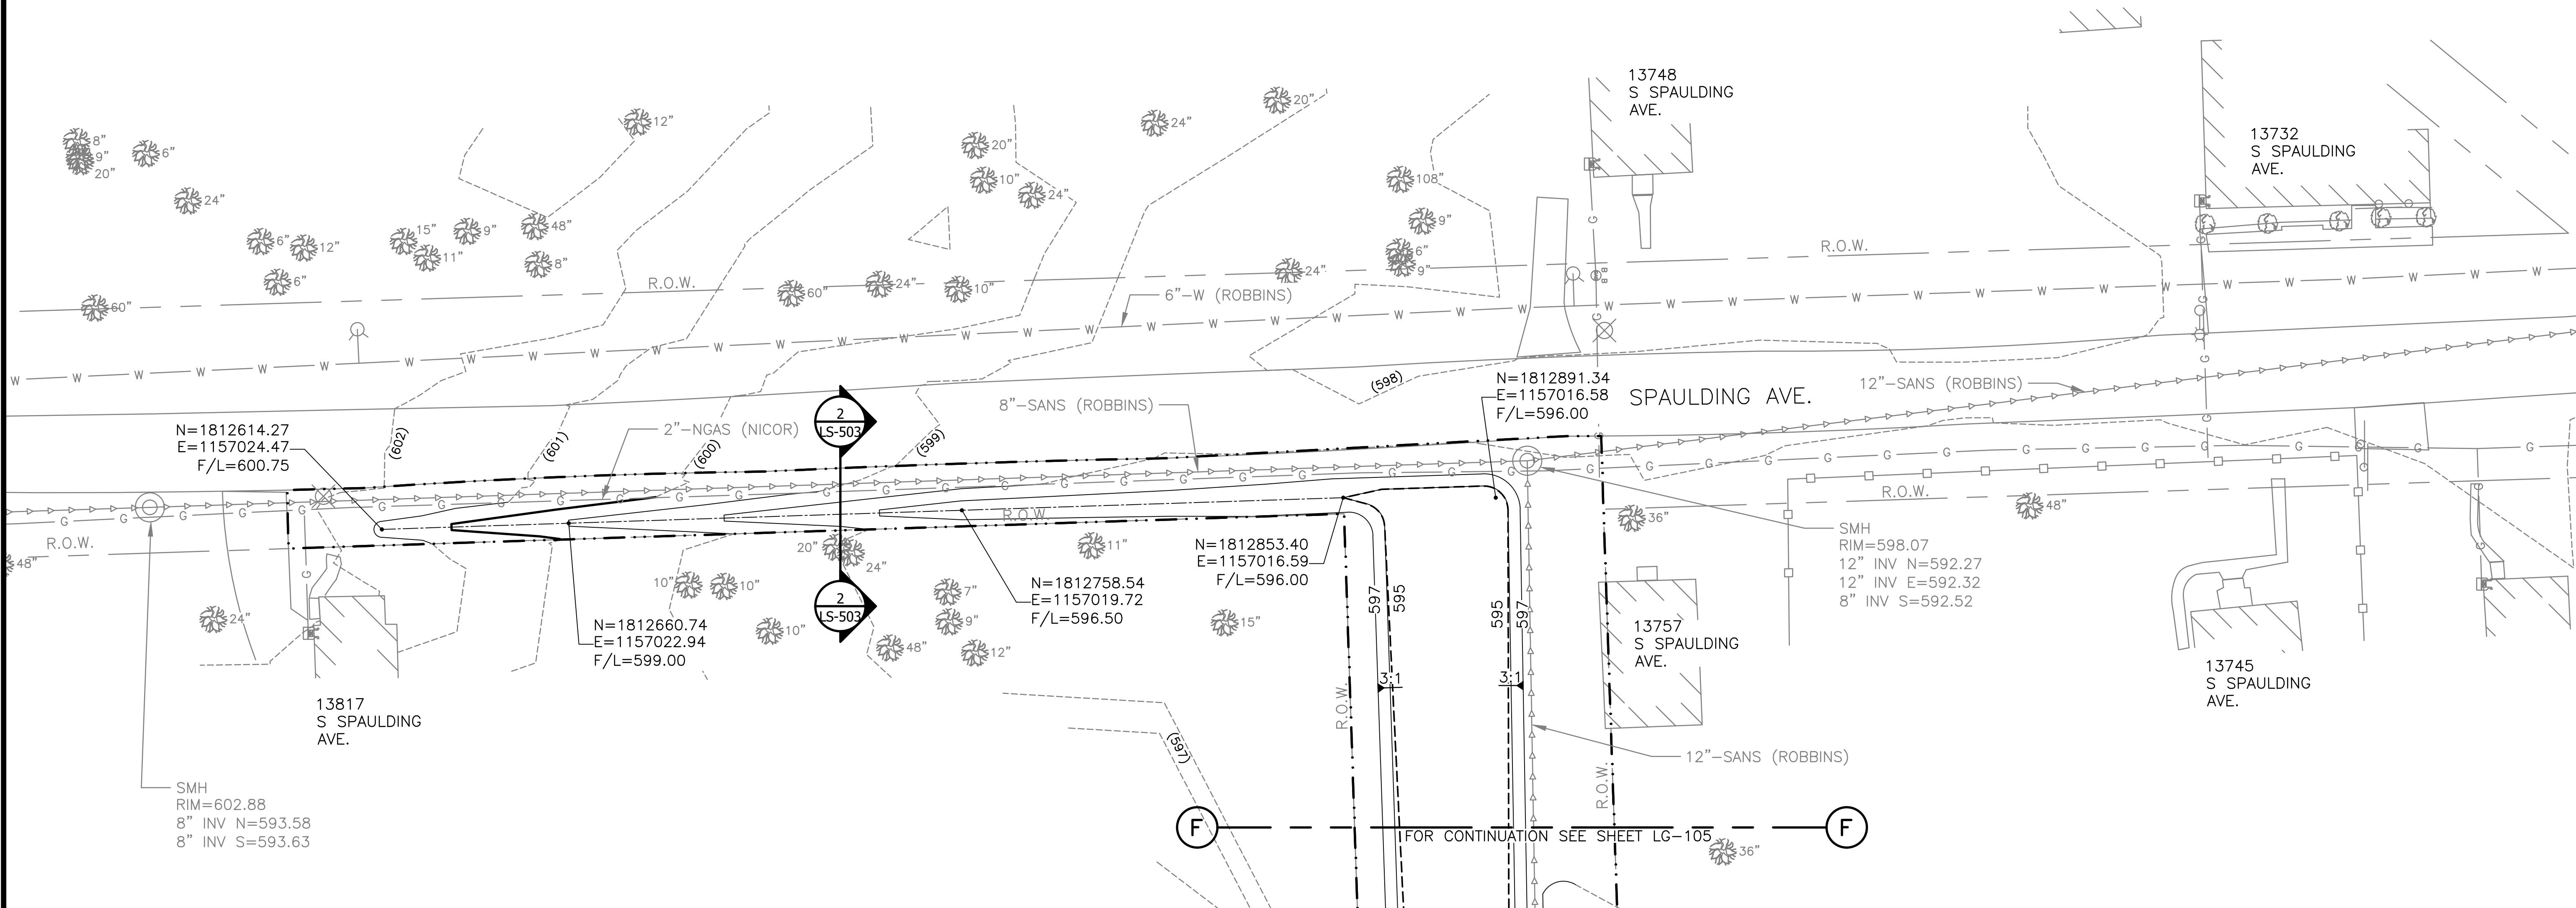 13748
S SPAULDING
AVE.
13732
S SPAULDING
AVE.
20"
12"
24"
8"
9"
20"
6"
20"
10"
24"
108"
24"
6"
12"
6"
15"
11"
9"
48"
8"
9"
6"
9"
R.O.W.
R.O.W.
60"
60"
24"
10"
24"
6"-W (ROBBINS)
W W W W W W W W W W W W W W W W W W W W W W W W W W W W W W W W W W W W W W W W W
N=1812891.34
E=1157016.58
F/L=596.00
SPAULDING AVE.
12"-SANS (ROBBINS)
(598)
8"-SANS (ROBBINS)
2"-NGAS (NICOR)
(602)
(601)
(600)
(599)
2
LS-503
N=1812614.27
E=1157024.47
F/L=600.75
R.O.W.
R.O.W.
R.O.W.
48"
36"
48"
SMH
RIM=598.07
12" INV N=592.27
12" INV E=592.32
8" INV S=592.52
N=1812853.40
E=1157016.59
F/L=596.00
20"
24"
11"
10"
10"
7"
9"
10"
48"
12"
15"
24"
N=1812758.54
E=1157019.72
F/L=596.50
2
LS-503
N=1812660.74
E=1157022.94
F/L=599.00
597
595
595
597
3:1
3:1
R.O.W.
R.O.W.
13757
S SPAULDING
AVE.
13745
S SPAULDING
AVE.
13817
S SPAULDING
AVE.
(597)
12"-SANS (ROBBINS)
SMH
RIM=602.88
8" INV N=593.58
8" INV S=593.63
F
FOR CONTINUATION SEE SHEET LG-105
F
36"